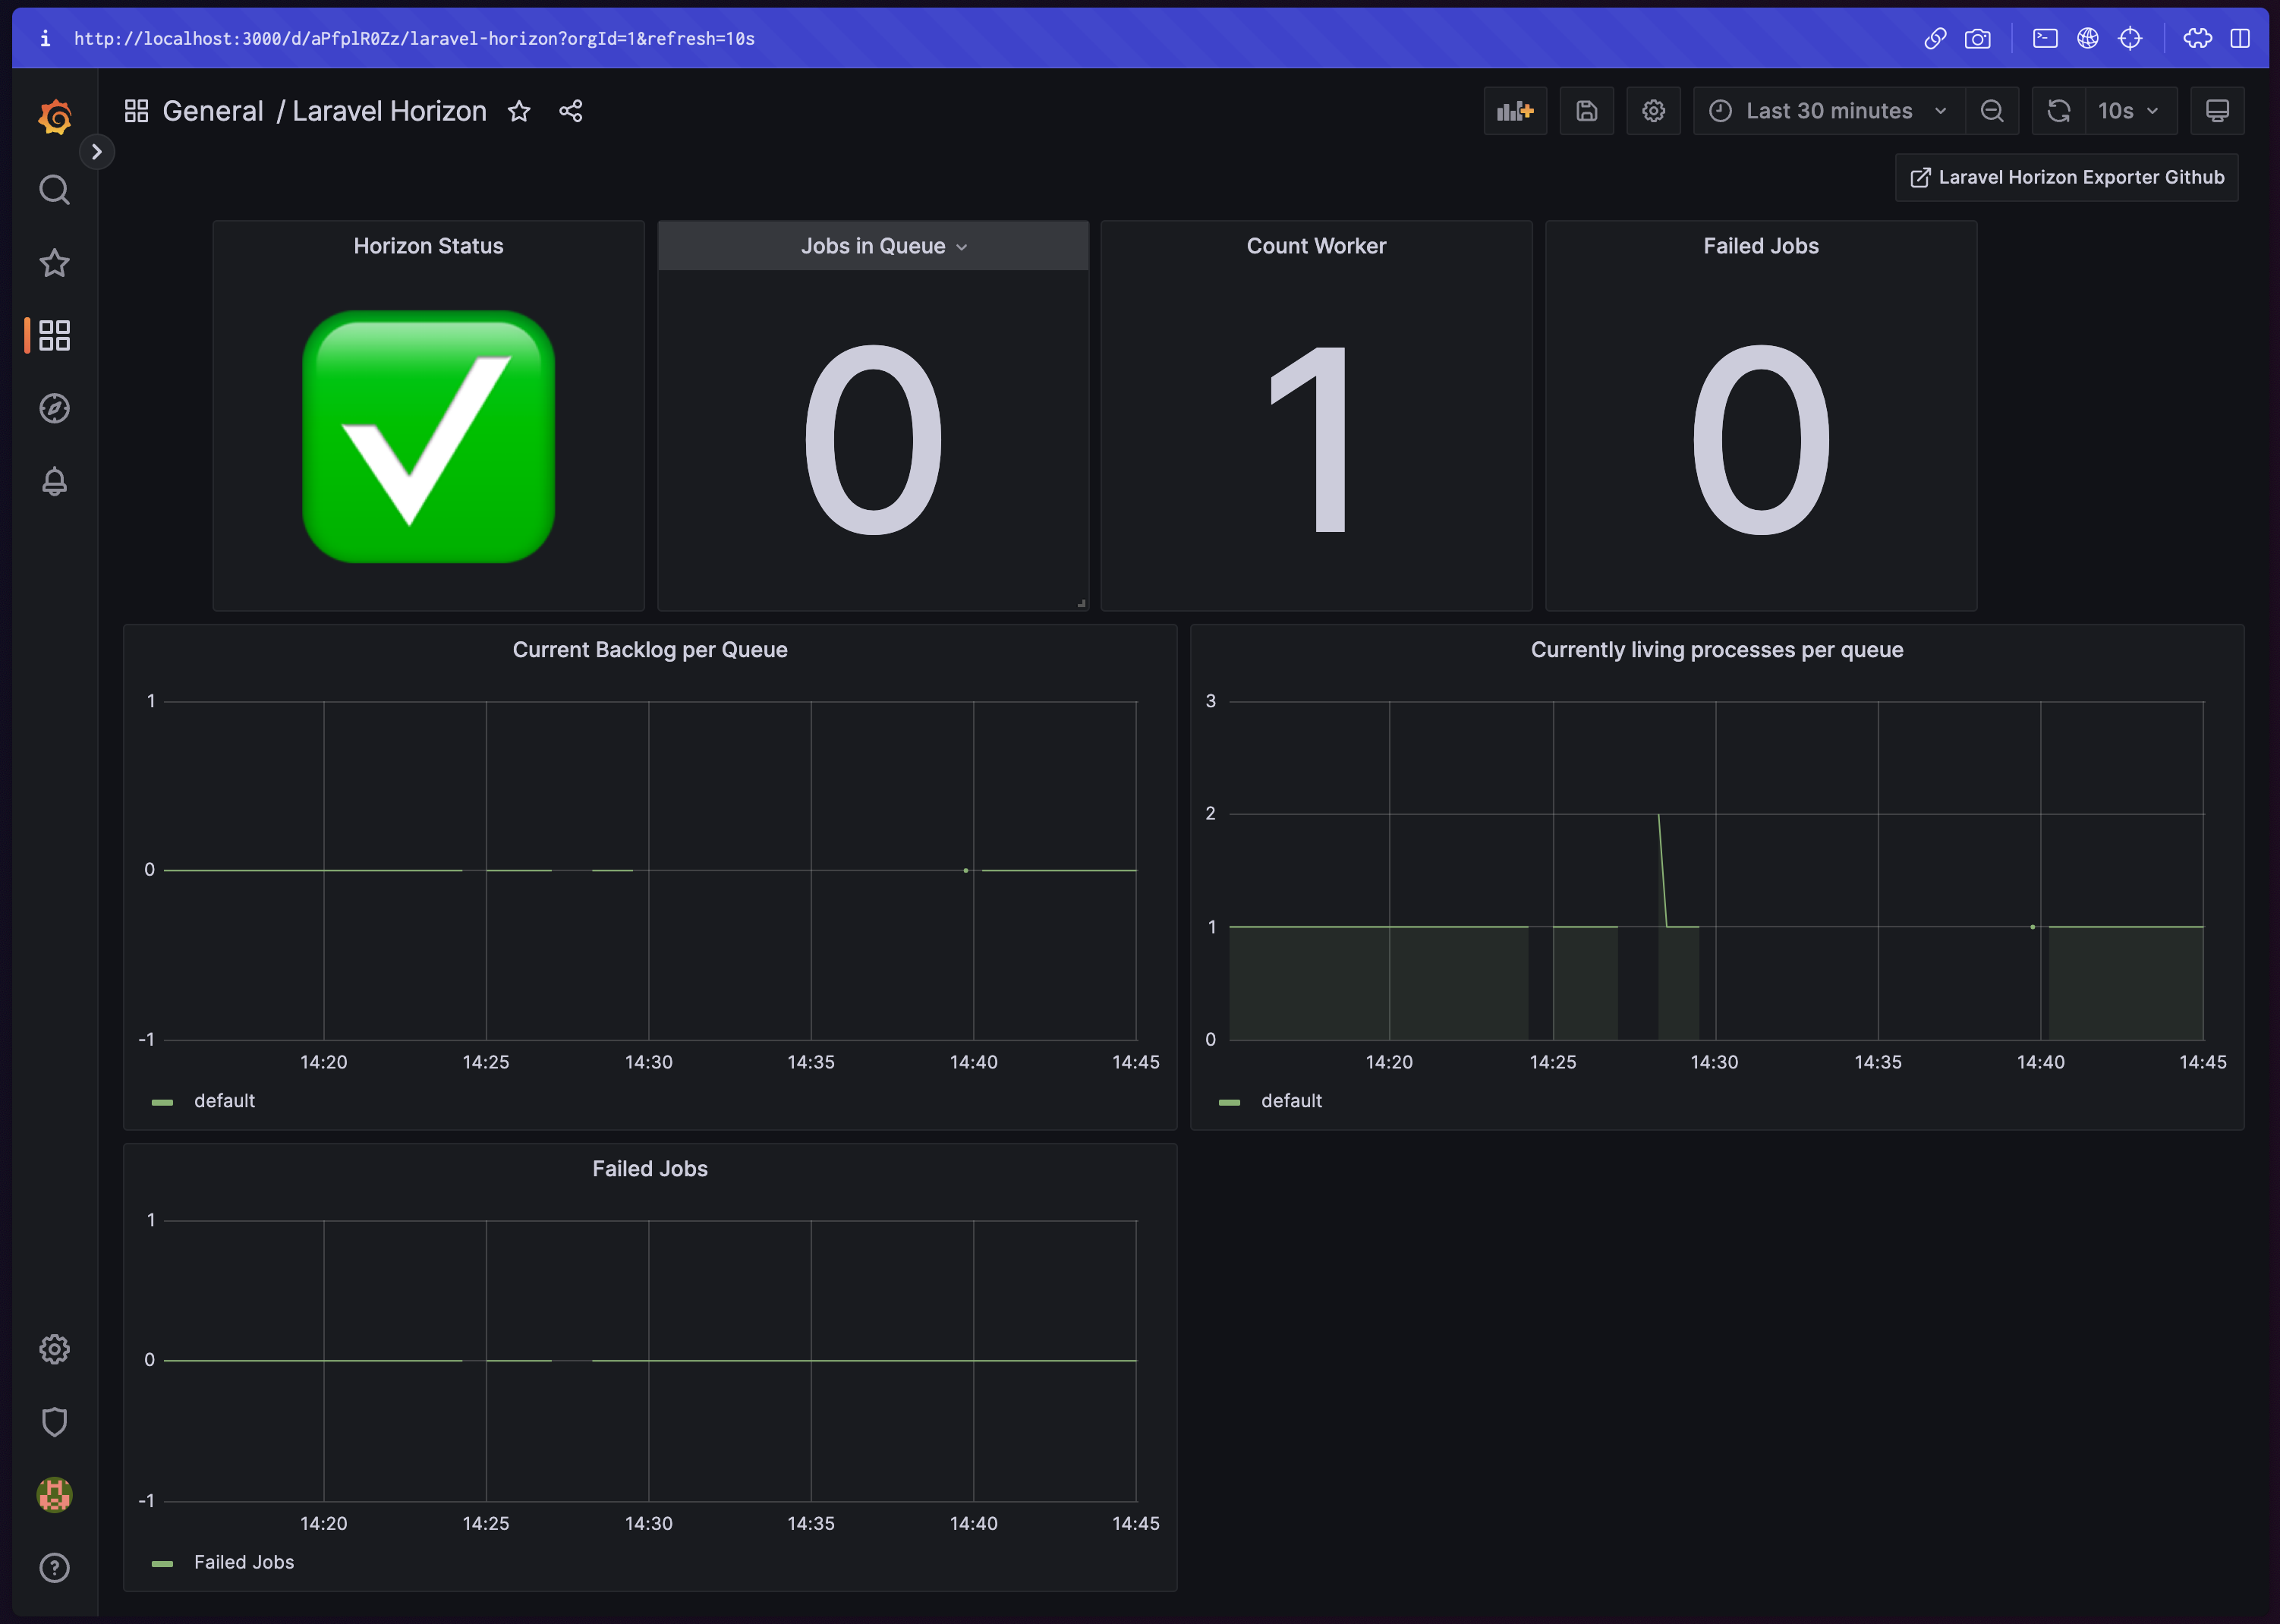 http://localhost:3000/d/aPfplR0Zz/laravel-horizon?orgId=1&refresh=10s
General / Laravel Horizon
Last 30 minutes
10s
Laravel Horizon Exporter Github
Horizon Status
Jobs in Queue
Count Worker
Failed Jobs
0
1
0
Current Backlog per Queue
1
0
-1
14:20 14:25 14:30 14:35 14:40 14:45
default
Currently living processes per queue
3
2
1
0
14:20 14:25 14:30 14:35 14:40 14:45
default
Failed Jobs
1
0
-1
14:20 14:25 14:30 14:35 14:40 14:45
Failed Jobs